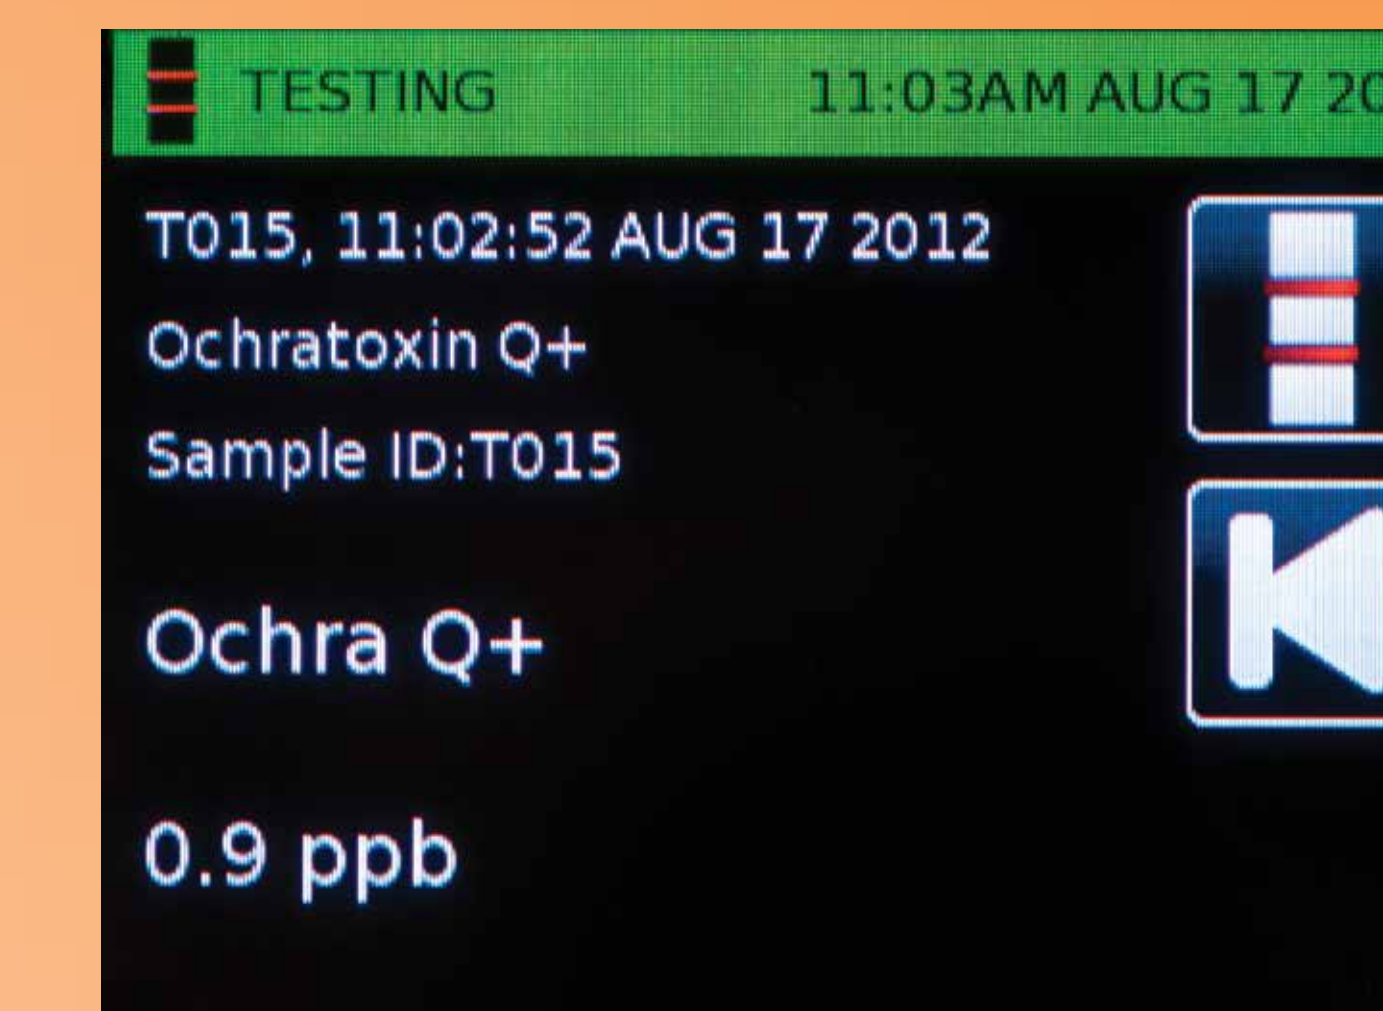 TESTING 11:03AM AUG 17 20
T015, 11:02:52 AUG 17 2012
Ochratoxin Q+
Sample ID:T015
Ochra Q+
0.9 ppb